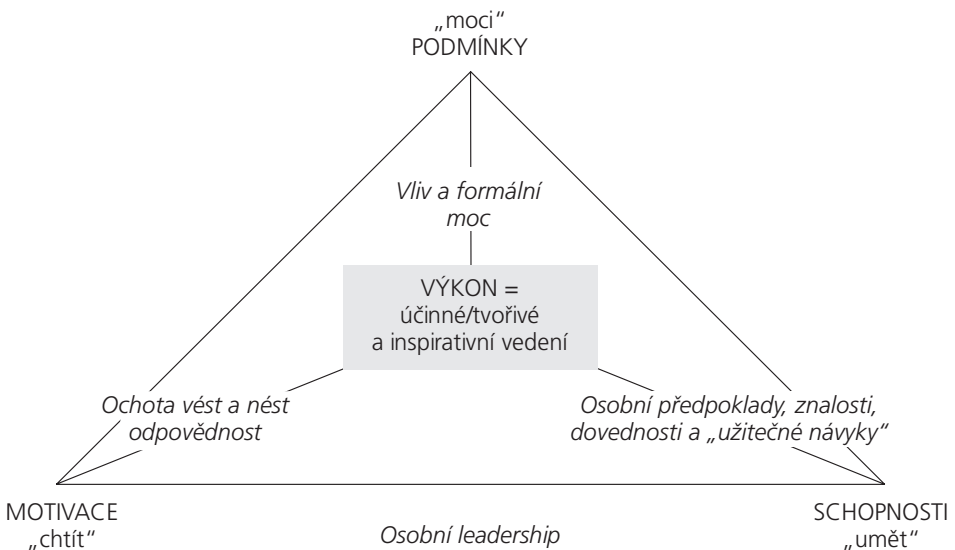 „moci“
PODMÍNKY
Vliv a formální
moc
VÝKON =
účinné/tvořivé
a inspirativní vedení
Ochota vést a nést
odpovědnost
Osobní předpoklady, znalosti,
dovednosti a „užitečné návyky“
MOTIVACE
„chtít“
Osobní leadership
SCHOPNOSTI
„umět“